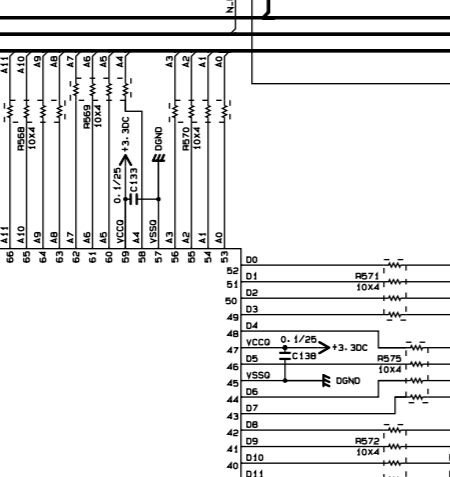 N_
A11 A10 A9 A8 A7 A6 A5 A4 A3 A2 A1 A0
R568 10X4
R569 10X4
R570 10X4
+3.3DC
0.1/25
C133
DGND
A11 A10 A9 A8 A7 A6 A5 VCCQ A4 VSSQ A3 A2 A1 A0
66 65 64 63 62 61 60 59 58 57 56 55 54 53
52 D0
51 D1 R571
10X4
50 D2
49 D3
48 D4
47 VCCQ 0.1/25 +3.3DC
C138
46 D5 R575
10X4
45 VSSQ DGND
44 D6
43 D7
42 D8
41 D9 R572
10X4
40 D10
D11